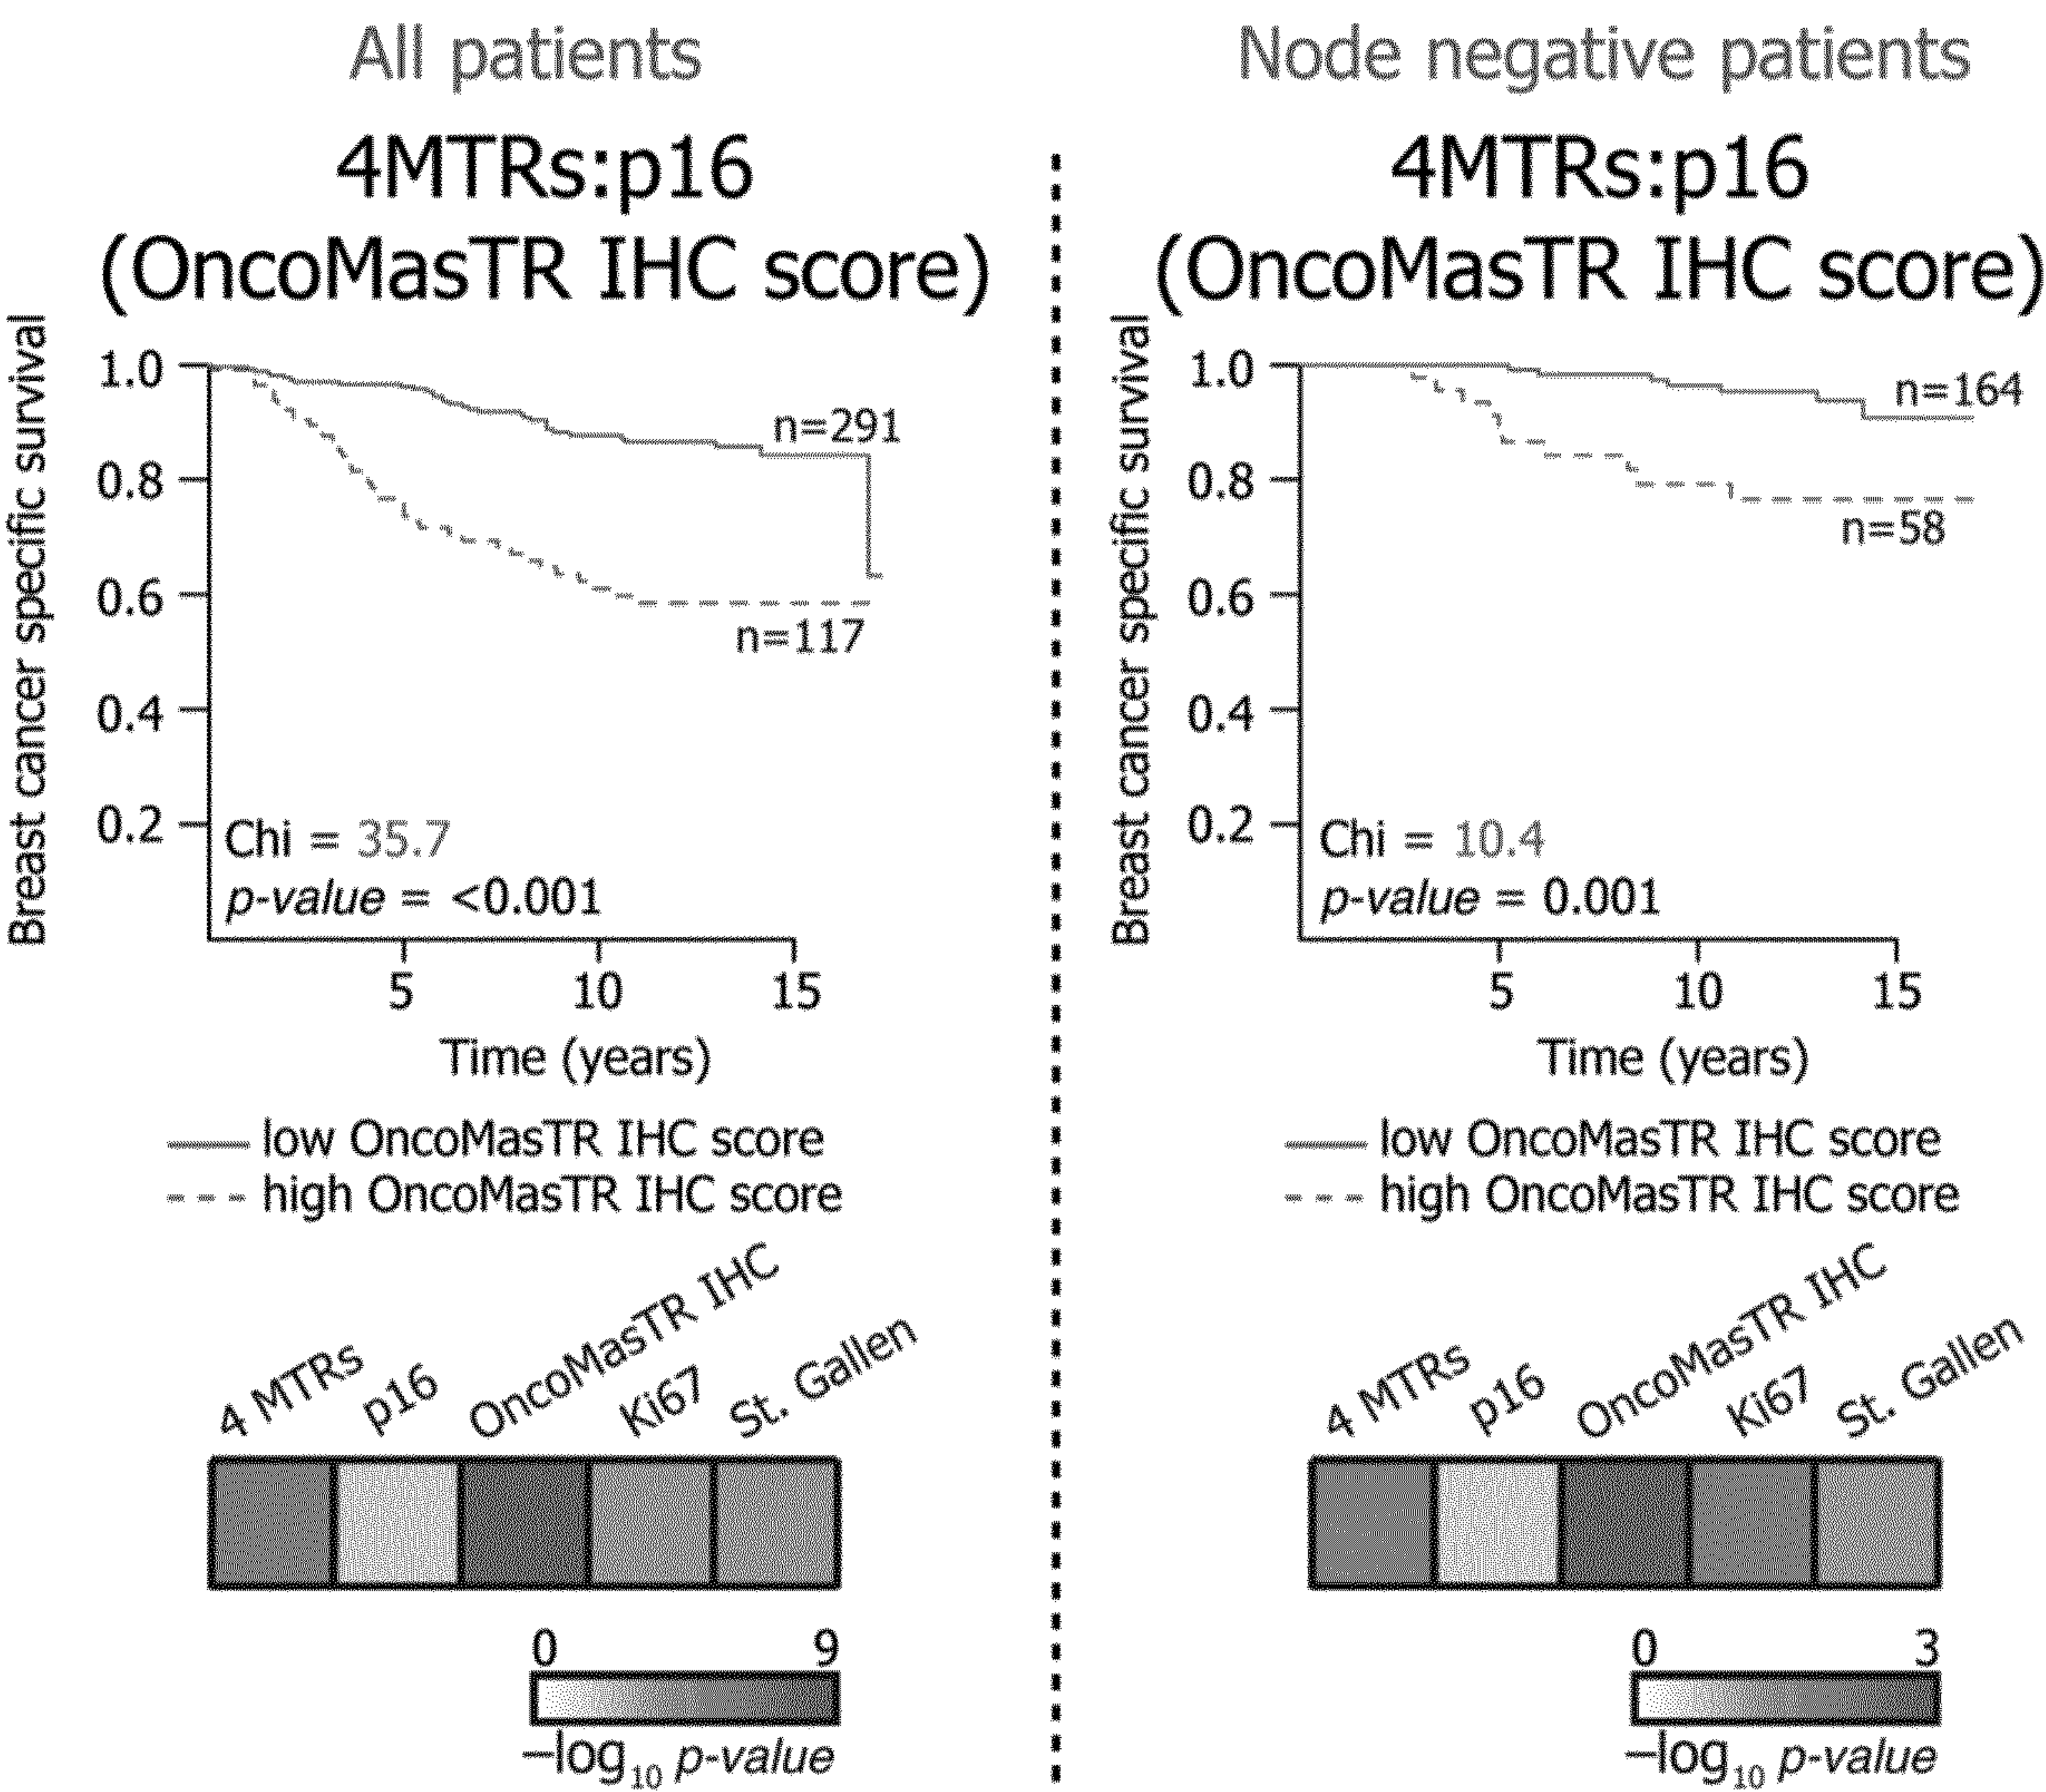 All patients
4MTRs:p16
(OncoMasTR IHC score)
Breast cancer specific survival
1.0
0.8
0.6
0.4
0.2
n=291
n=117
Chi = 35.7
p-value = <0.001
5 10 15
Time (years)
low OncoMasTR IHC score
high OncoMasTR IHC score
4 MTRs
p16
OncoMasTR IHC
Ki67
St. Gallen
0 9
–log10 p-value
Node negative patients
4MTRs:p16
(OncoMasTR IHC score)
Breast cancer specific survival
1.0
0.8
0.6
0.4
0.2
n=164
n=58
Chi = 10.4
p-value = 0.001
5 10 15
Time (years)
low OncoMasTR IHC score
high OncoMasTR IHC score
4 MTRs
p16
OncoMasTR IHC
Ki67
St. Gallen
0 3
–log10 p-value